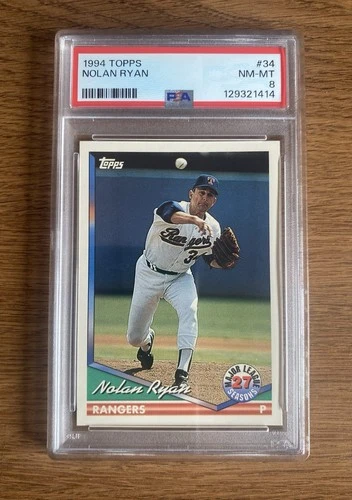 1994 TOPPS #34
NOLAN RYAN NM-MT
8
PSA 129321414
Topps
Rangers
3
MAJOR LEAGUE
27
SEASONS
Nolan Ryan
RANGERS P